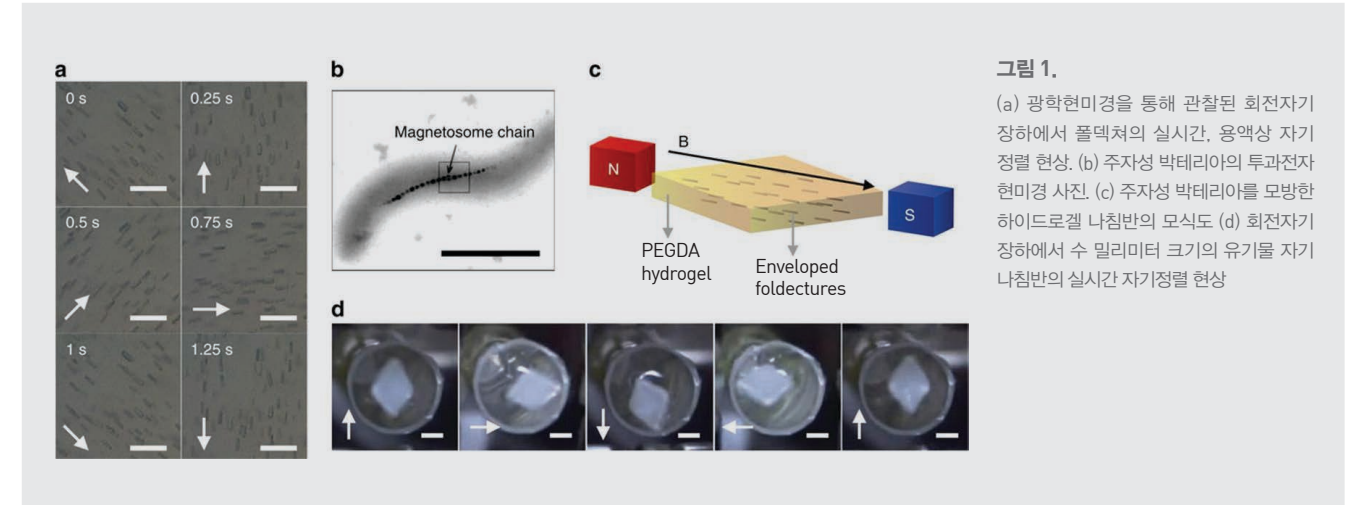 a
0 s
0.25 s
0.5 s
0.75 s
1 s
1.25 s
b
Magnetosome chain
c
N
B
S
PEGDA
hydrogel
Enveloped
foldectures
d
그림 1.
(a) 광학현미경을 통해 관찰된 회전자기
장하에서 폴덱쳐의 실시간, 용액상 자기
정렬 현상. (b) 주자성 박테리아의 투과전자
현미경 사진. (c) 주자성 박테리아를 모방한
하이드로겔 나침반의 모식도 (d) 회전자기
장하에서 수 밀리미터 크기의 유기물 자기
나침반의 실시간 자기정렬 현상